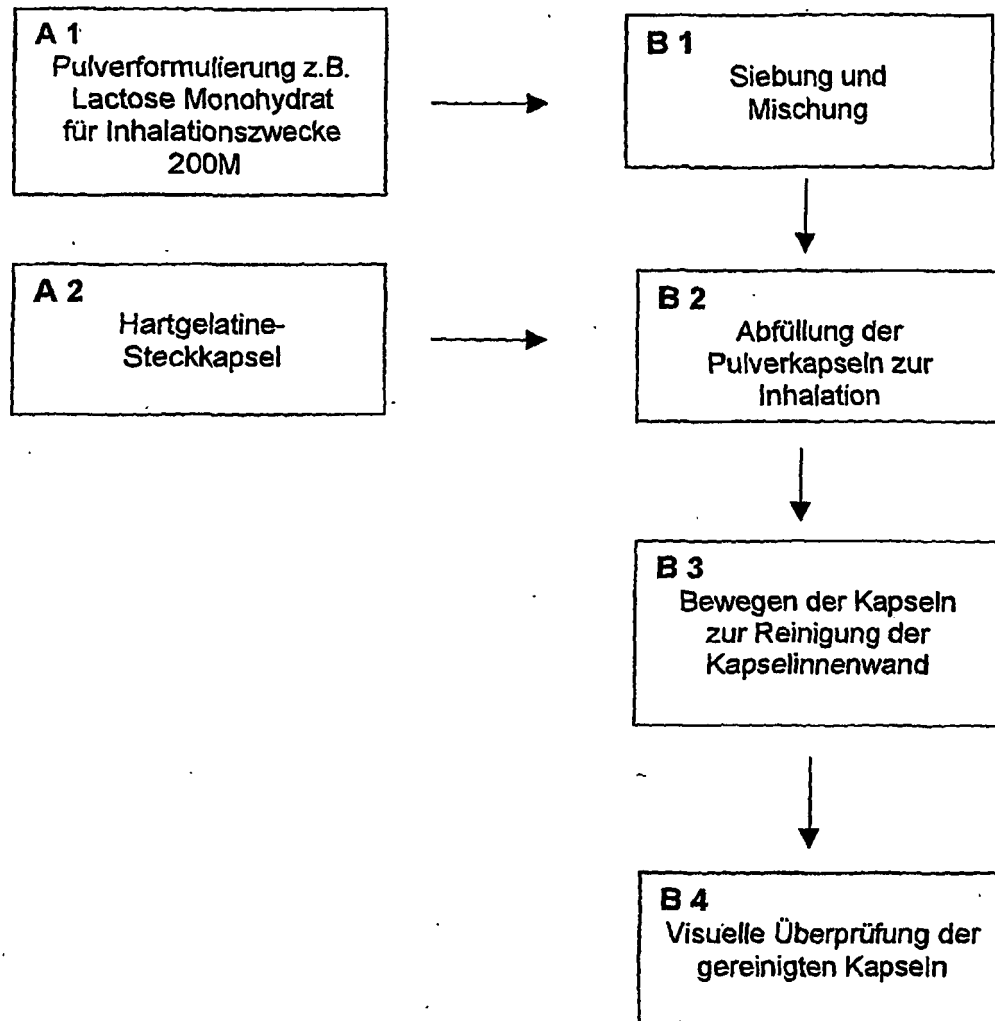 A 1
Pulverformulierung z.B.
Lactose Monohydrat
für Inhalationszwecke
200M
B 1
Siebung und
Mischung
A 2
Hartgelatine-
Steckkapsel
B 2
Abfüllung der
Pulverkapseln zur
Inhalation
B 3
Bewegen der Kapseln
zur Reinigung der
Kapselinnenwand
B 4
Visuelle Überprüfung der
gereinigten Kapseln